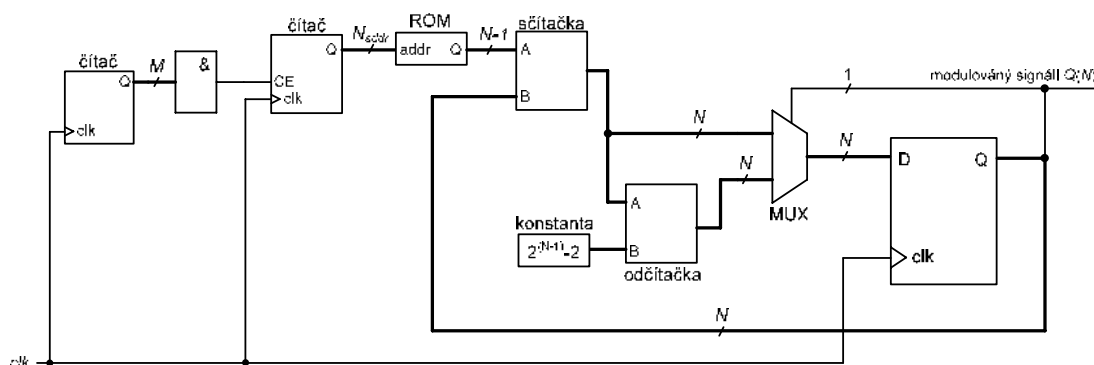 čítač
Q
clk
M
&
čítač
Q
CE
clk
N_addr
ROM
addr
Q
N-1
sčítačka
A
B
N
N
MUX
N
1
modulovaný signáll Q(N)
D
Q
clk
A
B
odčítačka
konstanta
2^(N-1)-2
N
clk